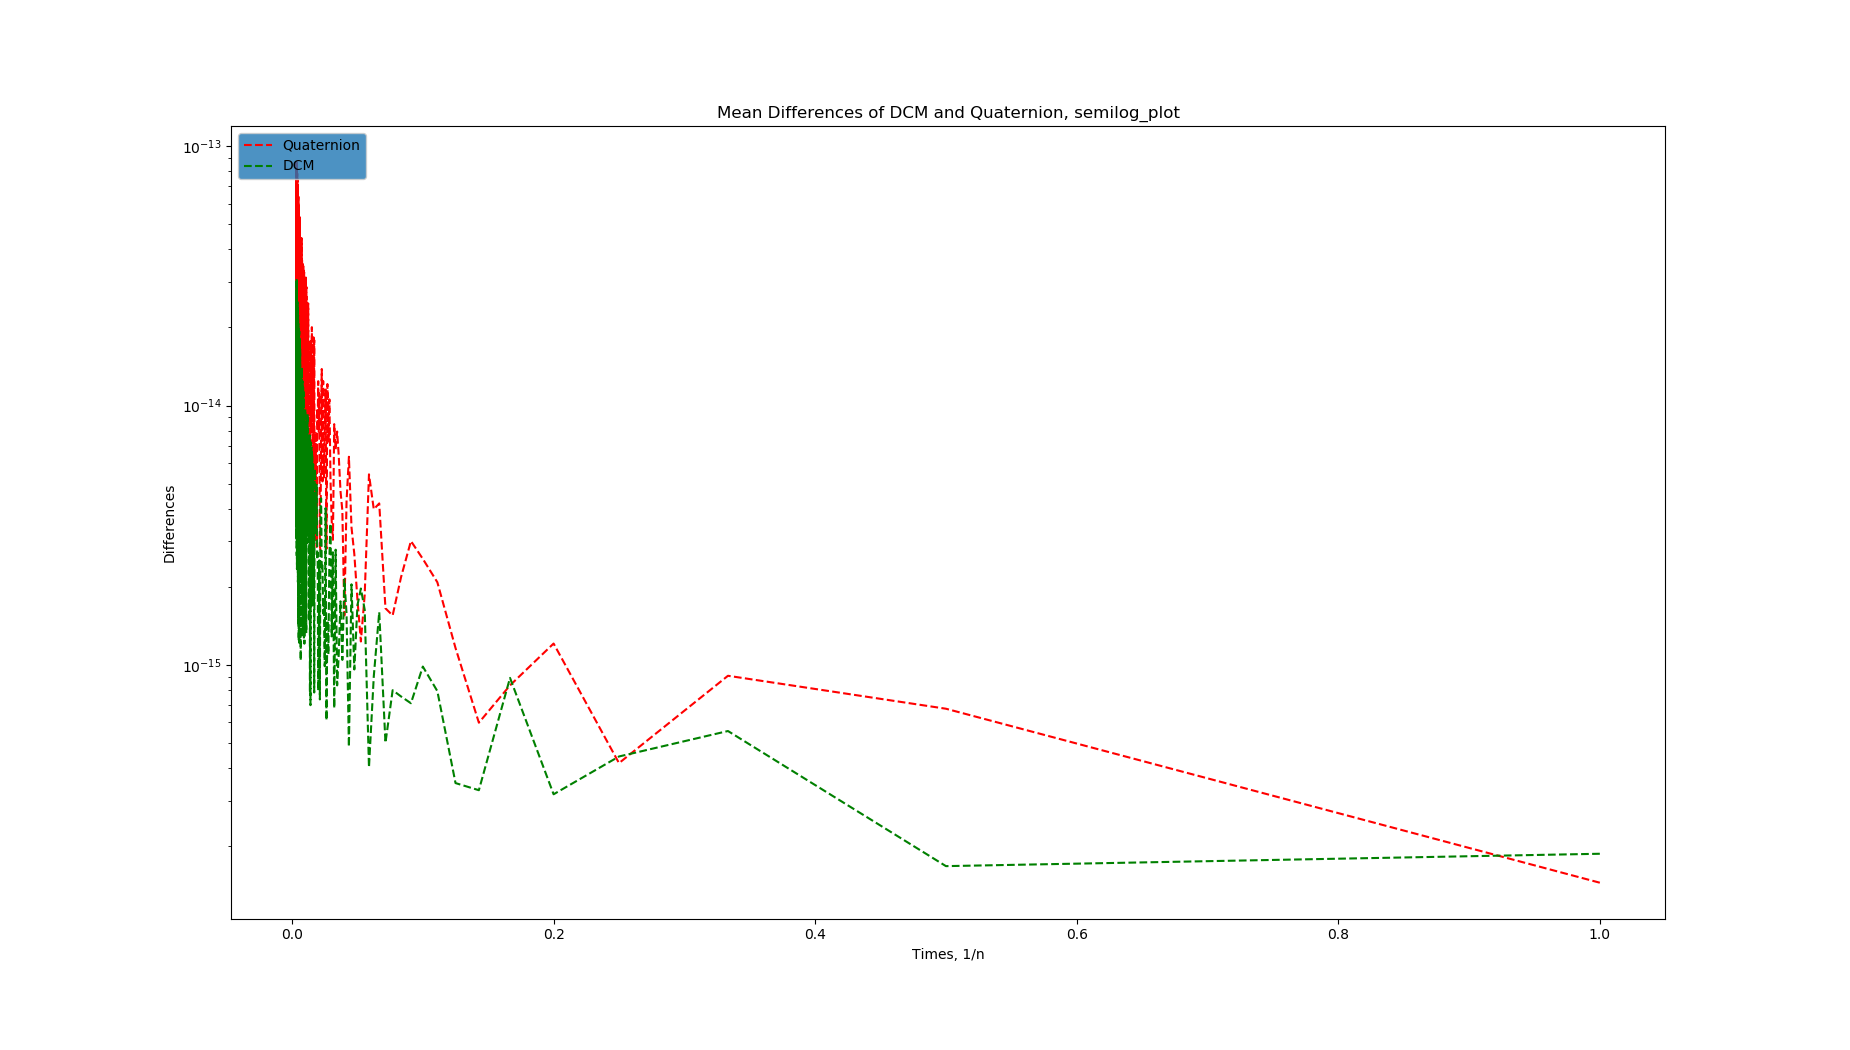 Mean Differences of DCM and Quaternion, semilog_plot
Quaternion
DCM
10⁻¹³
10⁻¹⁴
10⁻¹⁵
Differences
0.0 0.2 0.4 0.6 0.8 1.0
Times, 1/n